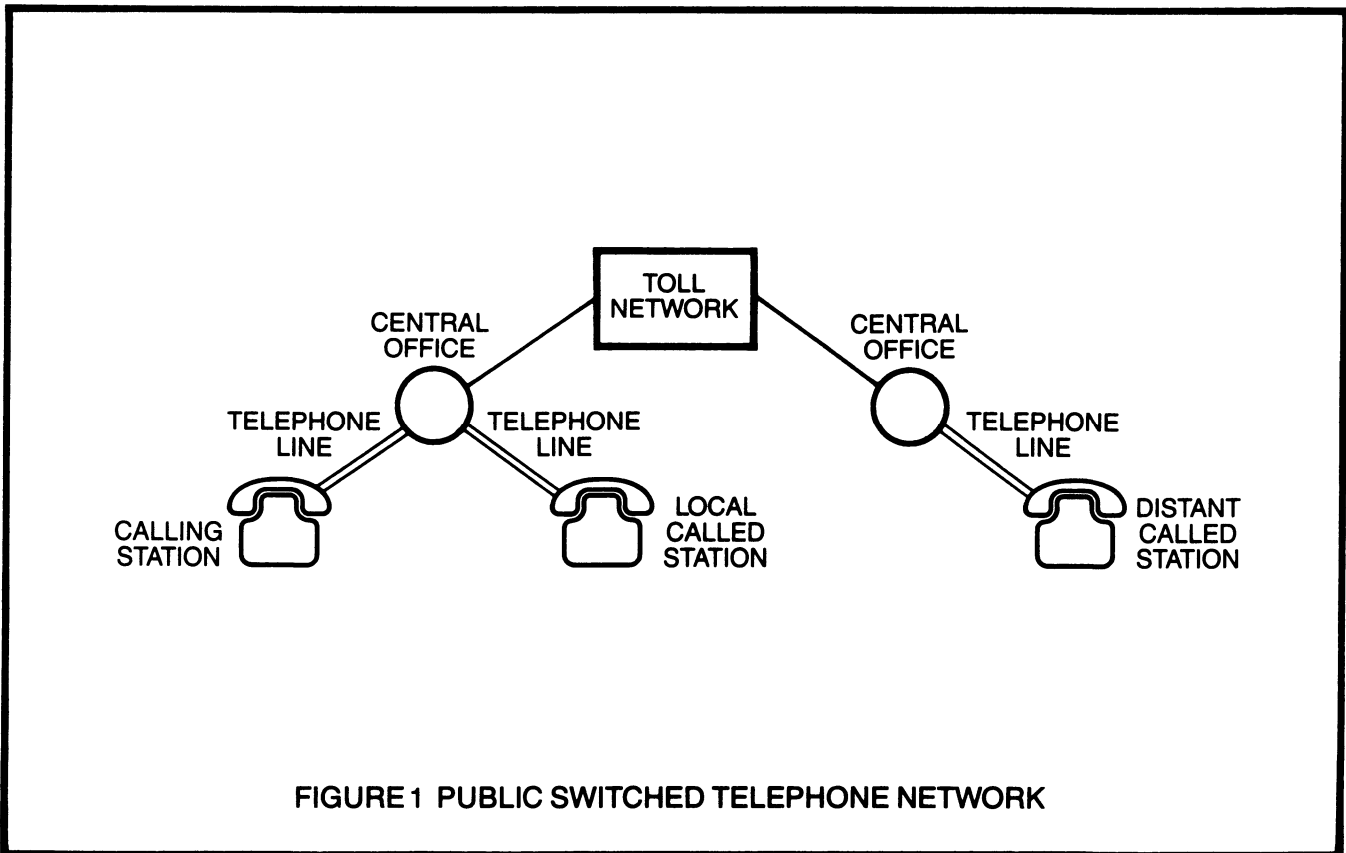 TOLL
NETWORK
CENTRAL
OFFICE
CENTRAL
OFFICE
TELEPHONE
LINE
TELEPHONE
LINE
TELEPHONE
LINE
CALLING
STATION
LOCAL
CALLED
STATION
DISTANT
CALLED
STATION
FIGURE 1 PUBLIC SWITCHED TELEPHONE NETWORK